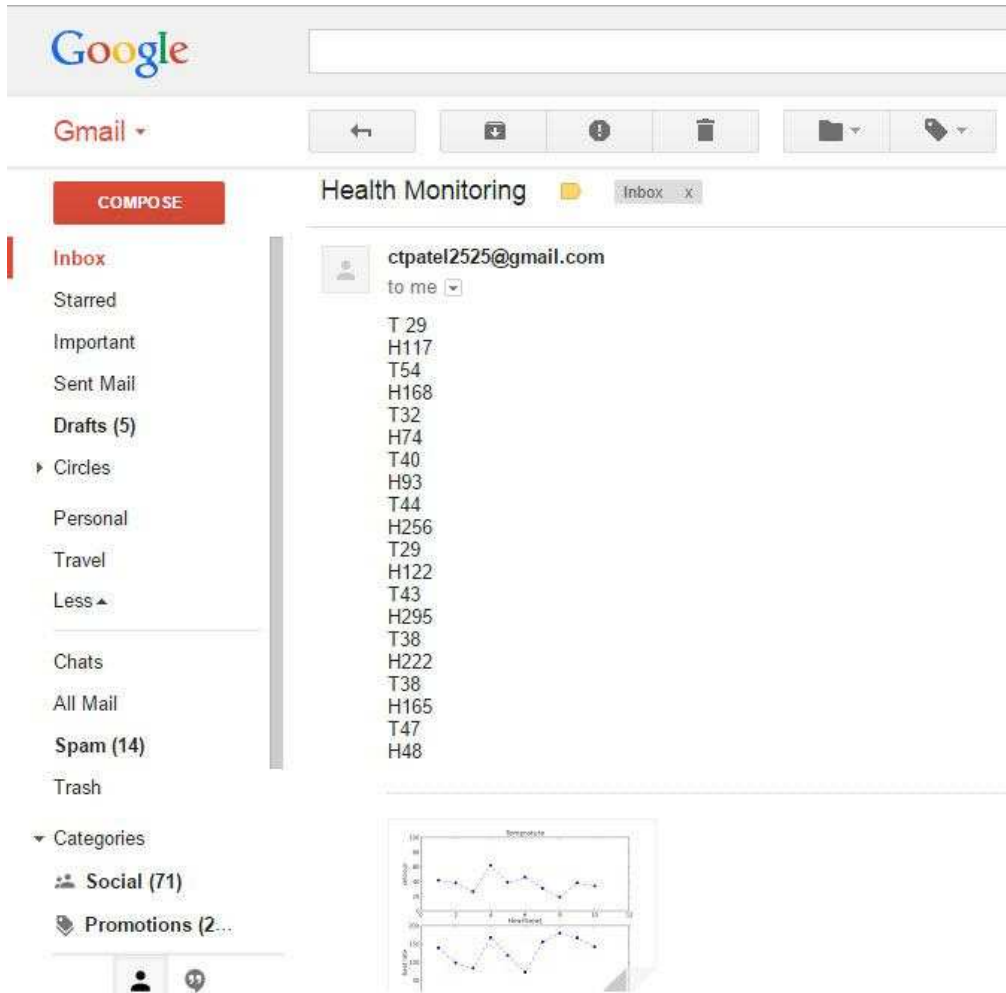 Google
Gmail
COMPOSE
Inbox
Starred
Important
Sent Mail
Drafts (5)
Circles
Personal
Travel
Less
Chats
All Mail
Spam (14)
Trash
Categories
Social (71)
Promotions (2...
Health Monitoring
Inbox x
ctpatel2525@gmail.com
to me
T 29
H117
T54
H168
T32
H74
T40
H93
T44
H256
T29
H122
T43
H295
T38
H222
T38
H165
T47
H48